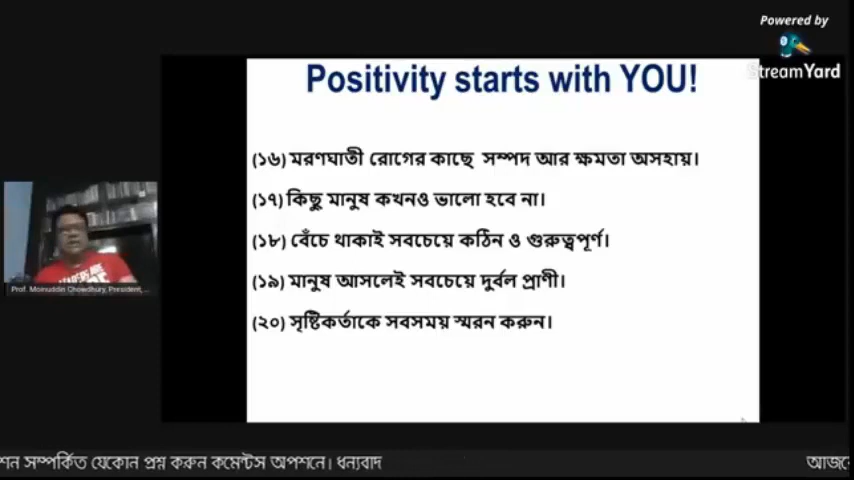 Powered by
StreamYard
Positivity starts with YOU!
(১৬) মরণঘাতী রোগের কাছে সম্পদ আর ক্ষমতা অসহায়।
(১৭) কিছু মানুষ কখনও ভালো হবে না।
(১৮) বেঁচে থাকাই সবচেয়ে কঠিন ও গুরুত্বপূর্ণ।
(১৯) মানুষ আসলেই সবচেয়ে দুর্বল প্রাণী।
(২০) সৃষ্টিকর্তাকে সবসময় স্মরন করুন।
Prof. Moinuddin Chowdhury, President,...
সম্পর্কিত যেকোন প্রশ্ন করুন কমেন্টস অপশনে। ধন্যবাদ